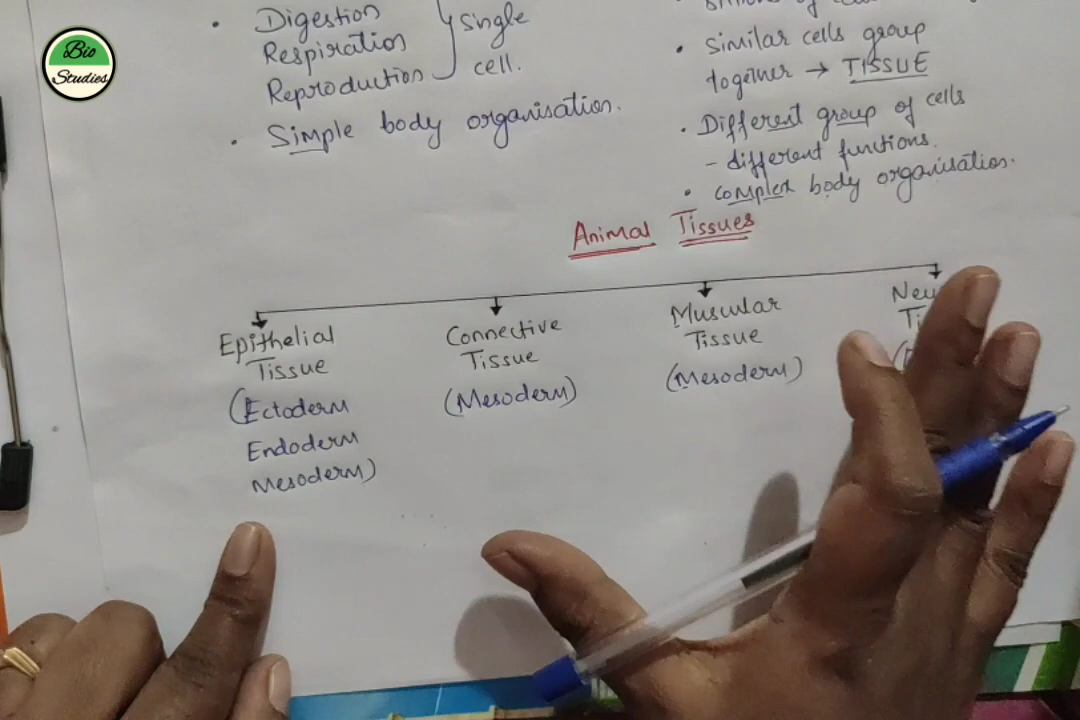 Bio
Studies
• Digestion
Respiration
Reproduction
Single
cell.
• Simple body organisation.
• Similar cells group
together → TISSUE
• Different group of cells
- different functions.
• Complex body organisation.
Animal Tissues
Epithelial
Tissue
(Ectoderm
Endoderm
Mesoderm)
Connective
Tissue
(Mesoderm)
Muscular
Tissue
(Mesoderm)